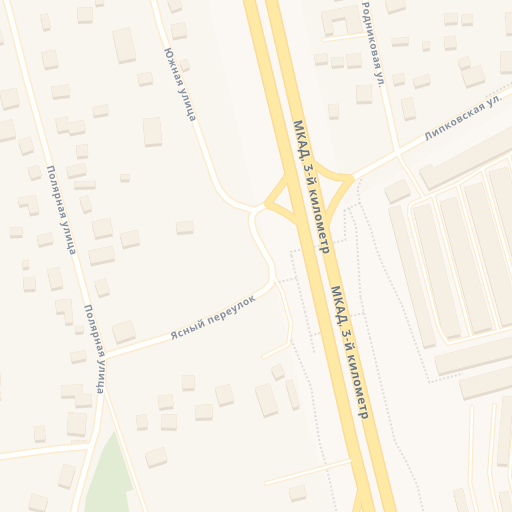 Родниковая ул.
Южная улица
Липковская ул.
МКАД, 3-й километр
Полярная улица
МКАД, 3-й километр
Ясный переулок
Полярная улица